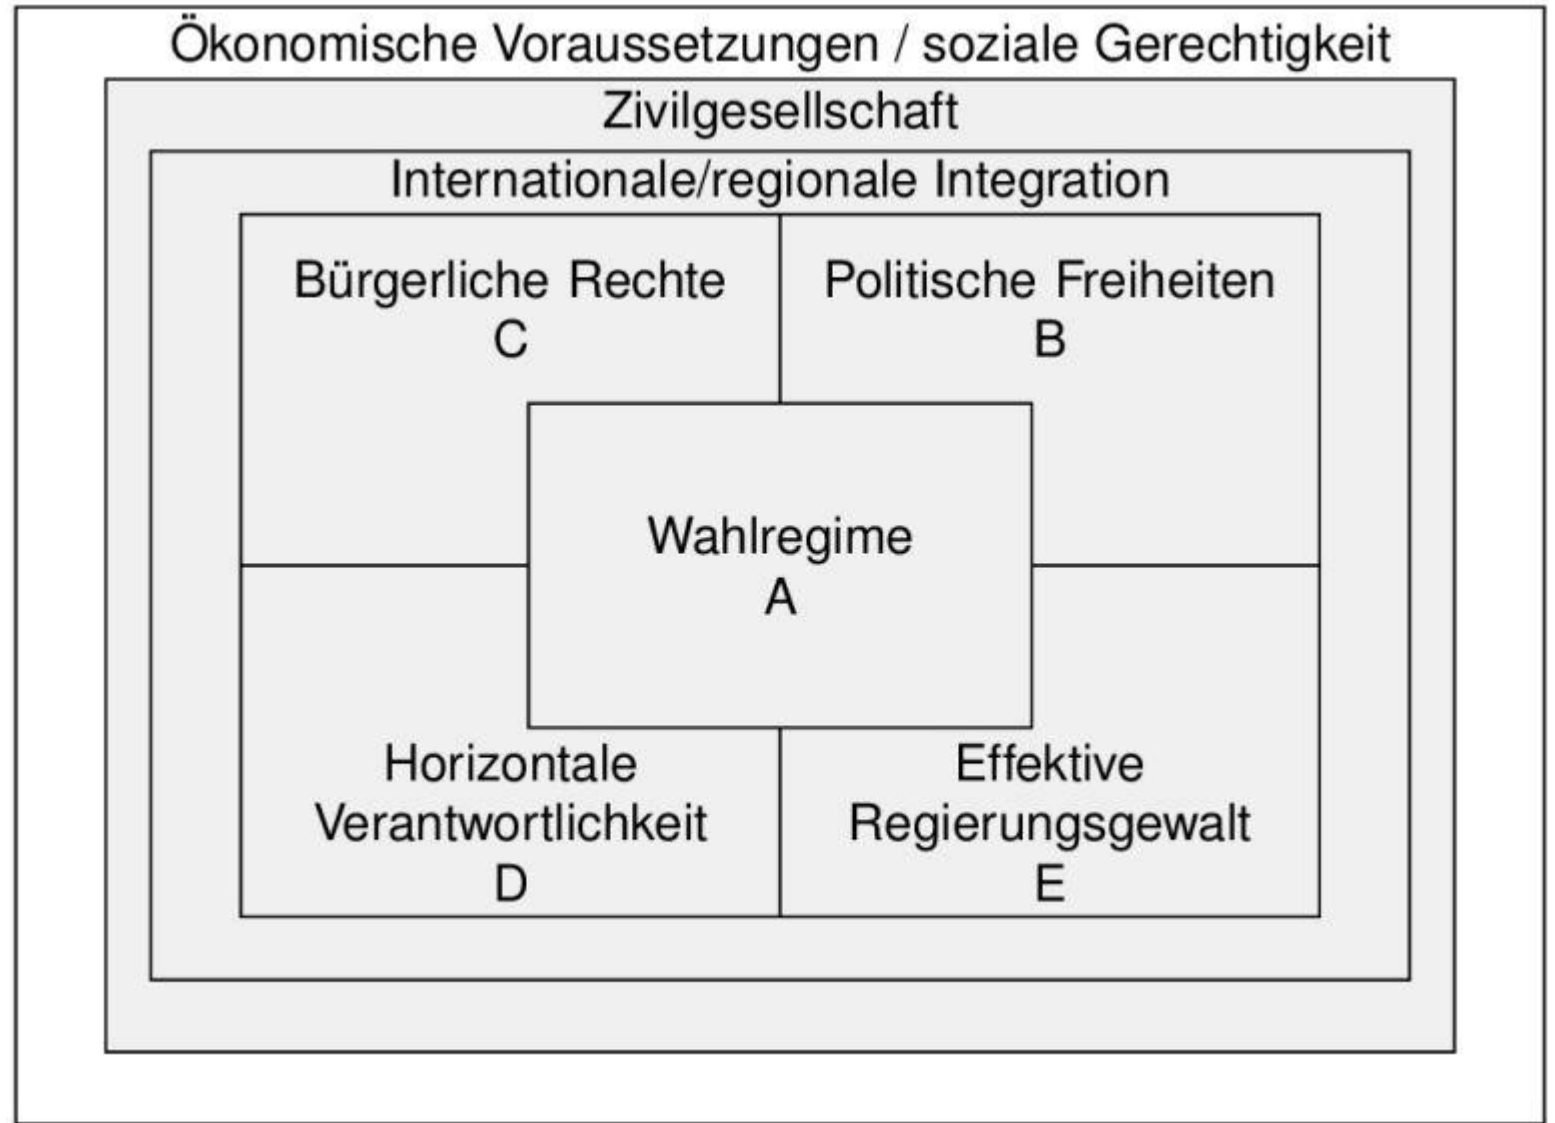 Ökonomische Voraussetzungen / soziale Gerechtigkeit
Zivilgesellschaft
Internationale/regionale Integration
Bürgerliche Rechte
C
Politische Freiheiten
B
Wahlregime
A
Horizontale
Verantwortlichkeit
D
Effektive
Regierungsgewalt
E